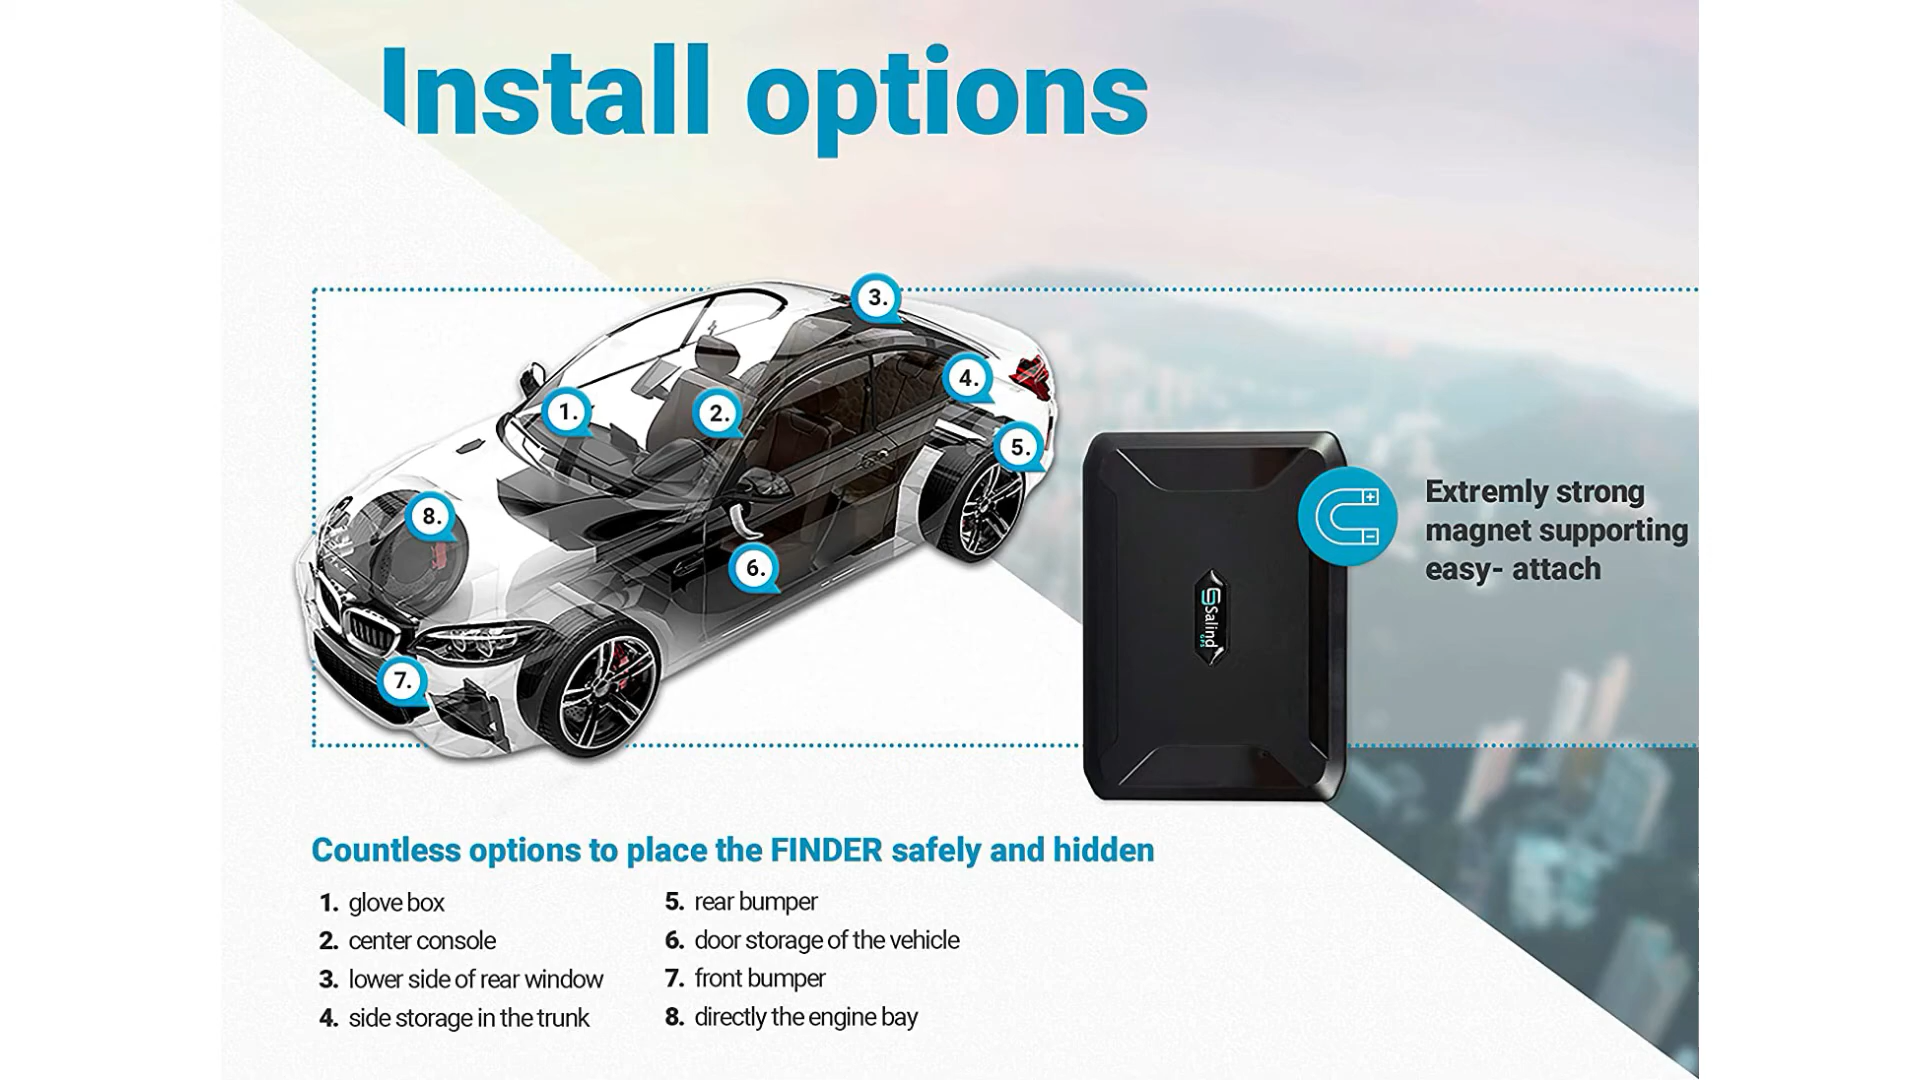 Install options
3.
4.
1.
2.
5.
8.
6.
7.
Extremly strong
magnet supporting
easy- attach
Salind
GPS
Countless options to place the FINDER safely and hidden
1. glove box
2. center console
3. lower side of rear window
4. side storage in the trunk
5. rear bumper
6. door storage of the vehicle
7. front bumper
8. directly the engine bay